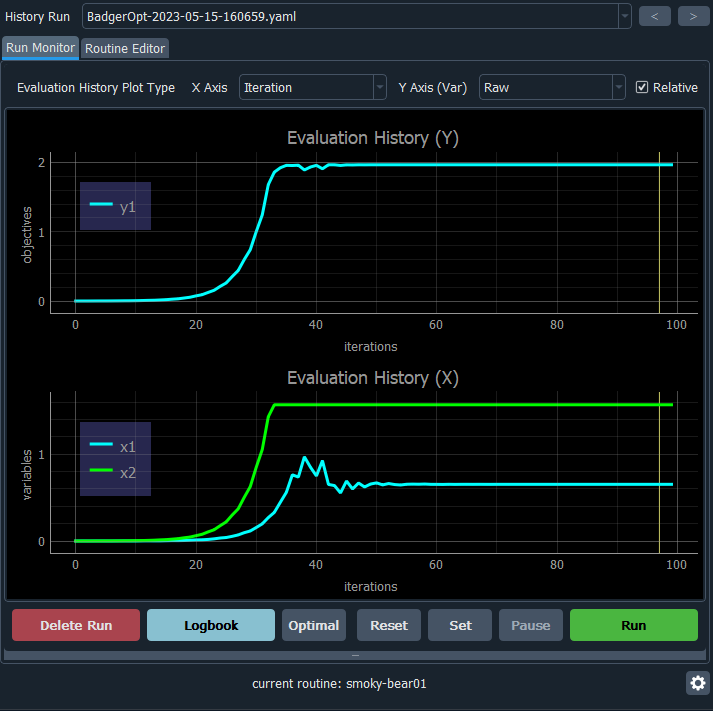 History Run BadgerOpt-2023-05-15-160659.yaml < >
Run Monitor Routine Editor
Evaluation History Plot Type X Axis Iteration Y Axis (Var) Raw Relative
Evaluation History (Y)
2
y1
1
objectives
0
0 20 40 60 80 100
iterations
Evaluation History (X)
x1
1
x2
variables
0
0 20 40 60 80 100
iterations
Delete Run Logbook Optimal Reset Set Pause Run
current routine: smoky-bear01